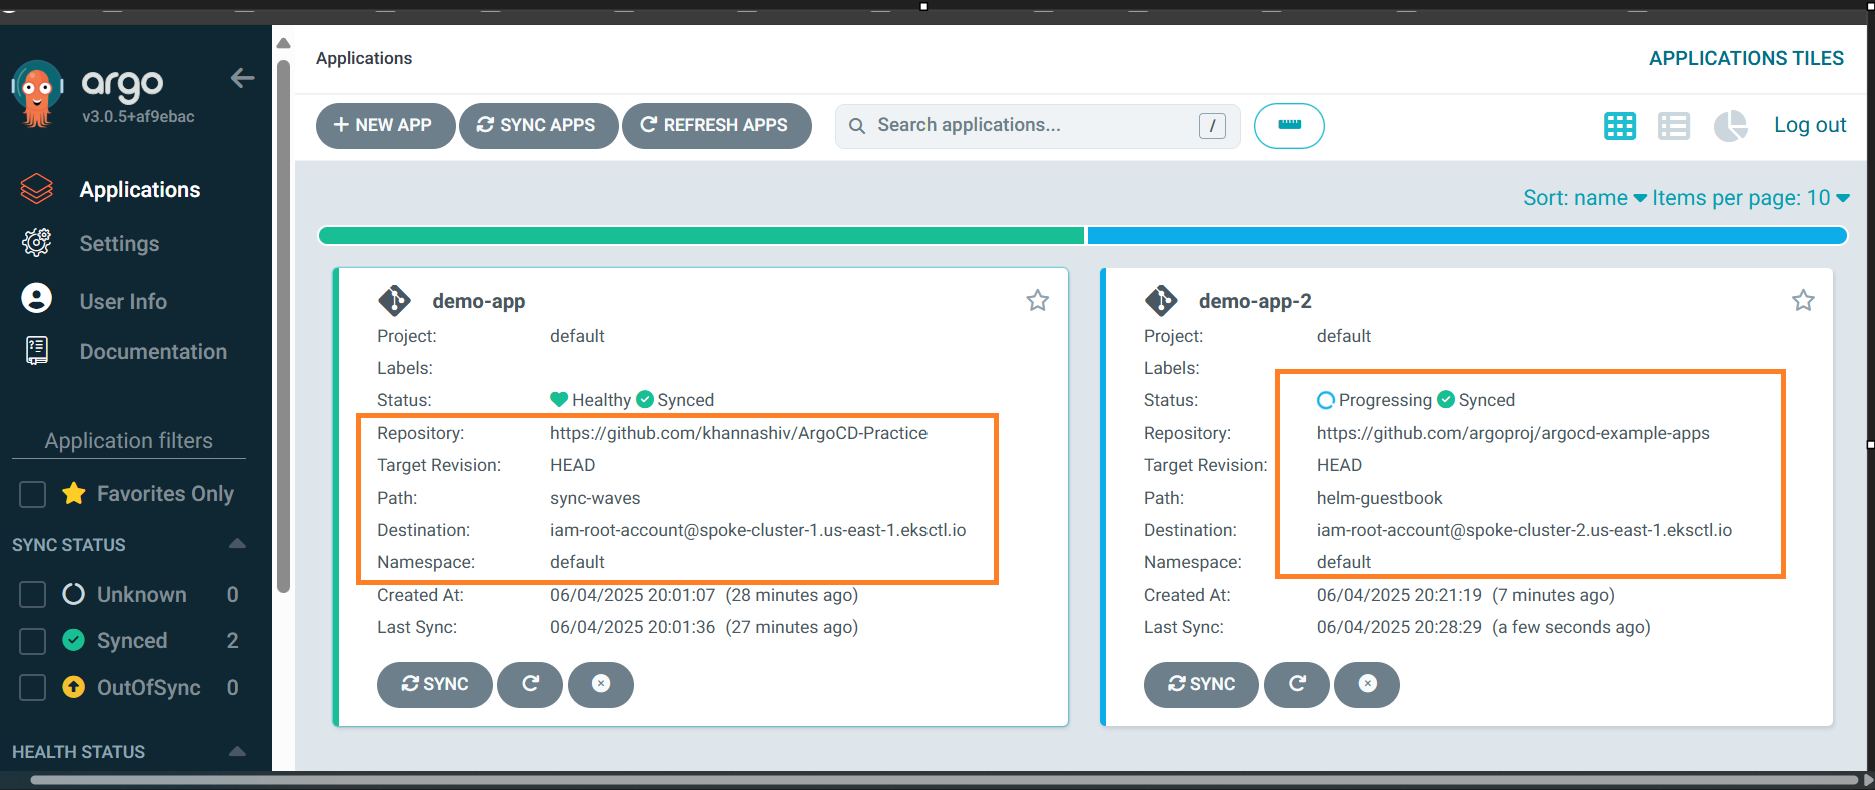 argo
v3.0.5+af9ebac
Applications
Settings
User Info
Documentation
Application filters
Favorites Only
SYNC STATUS
Unknown 0
Synced 2
OutOfSync 0
HEALTH STATUS
Applications
APPLICATIONS TILES
+ NEW APP SYNC APPS REFRESH APPS Search applications... / Log out
Sort: name Items per page: 10
demo-app
Project: default
Labels:
Status: Healthy Synced
Repository: https://github.com/khannashiv/ArgoCD-Practice
Target Revision: HEAD
Path: sync-waves
Destination: iam-root-account@spoke-cluster-1.us-east-1.eksctl.io
Namespace: default
Created At: 06/04/2025 20:01:07 (28 minutes ago)
Last Sync: 06/04/2025 20:01:36 (27 minutes ago)
SYNC
demo-app-2
Project: default
Labels:
Status: Progressing Synced
Repository: https://github.com/argoproj/argocd-example-apps
Target Revision: HEAD
Path: helm-guestbook
Destination: iam-root-account@spoke-cluster-2.us-east-1.eksctl.io
Namespace: default
Created At: 06/04/2025 20:21:19 (7 minutes ago)
Last Sync: 06/04/2025 20:28:29 (a few seconds ago)
SYNC